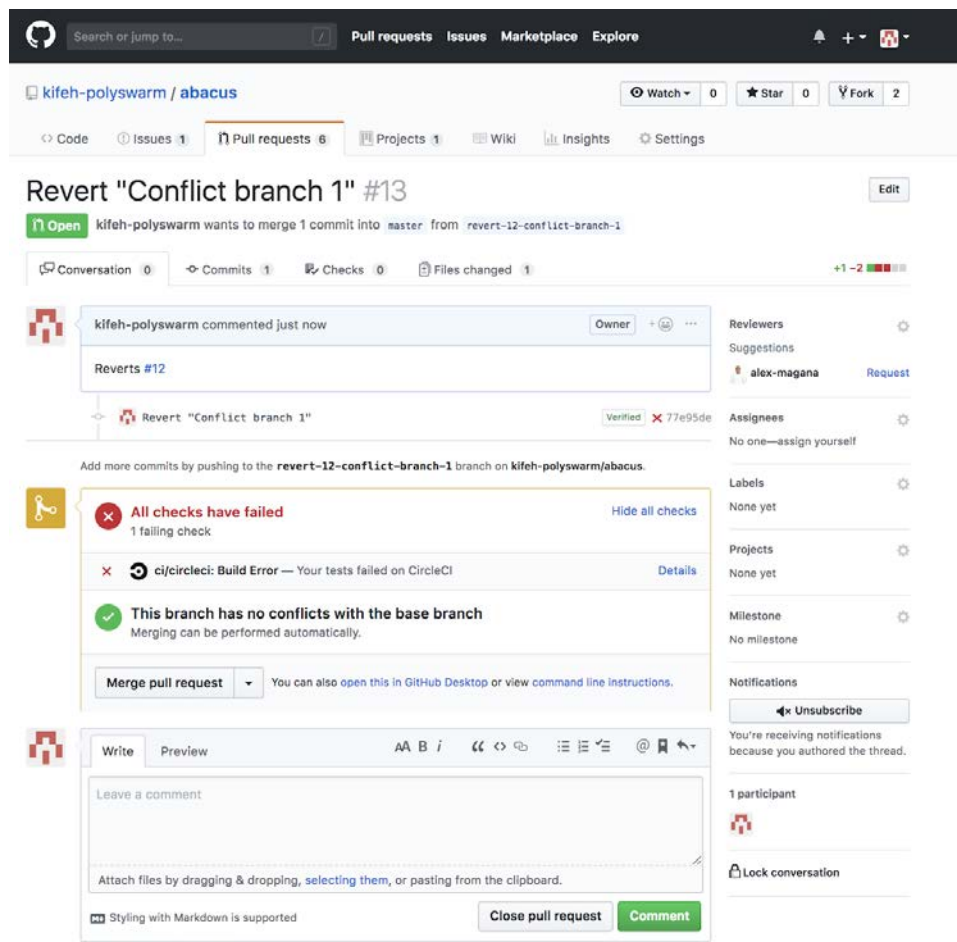 Search or jump to... /
Pull requests Issues Marketplace Explore
kifeh-polyswarm / abacus
Watch 0 Star 0 Fork 2
Code Issues 1 Pull requests 6 Projects 1 Wiki Insights Settings
Revert "Conflict branch 1" #13
Edit
Open kifeh-polyswarm wants to merge 1 commit into master from revert-12-conflict-branch-1
Conversation 0 Commits 1 Checks 0 Files changed 1
+1 −2
kifeh-polyswarm commented just now
Owner
Reverts #12
Revert "Conflict branch 1"
Verified 77e95de
Add more commits by pushing to the revert-12-conflict-branch-1 branch on kifeh-polyswarm/abacus.
All checks have failed
Hide all checks
1 failing check
ci/circleci: Build Error — Your tests failed on CircleCI
Details
This branch has no conflicts with the base branch
Merging can be performed automatically.
Merge pull request
You can also open this in GitHub Desktop or view command line instructions.
Write Preview
AA B i
Leave a comment
Attach files by dragging & dropping, selecting them, or pasting from the clipboard.
Styling with Markdown is supported
Close pull request
Comment
Reviewers
Suggestions
alex-magana Request
Assignees
No one—assign yourself
Labels
None yet
Projects
None yet
Milestone
No milestone
Notifications
Unsubscribe
You're receiving notifications
because you authored the thread.
1 participant
Lock conversation